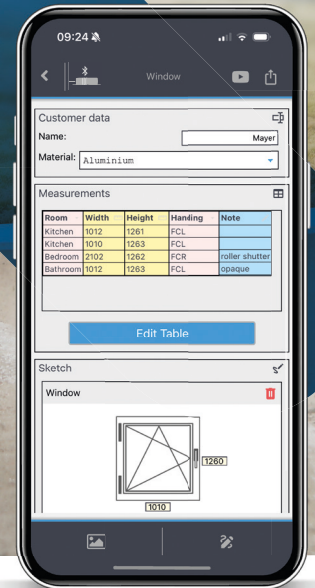 09:24
Window
Customer data
Name: Mayer
Material: Aluminium
Measurements
Room Width Height Handing Note
Kitchen 1012 1261 FCL
Kitchen 1010 1263 FCL
Bedroom 2102 1262 FCR roller shutter
Bathroom 1012 1263 FCL opaque
Edit Table
Sketch
Window
1260
1010